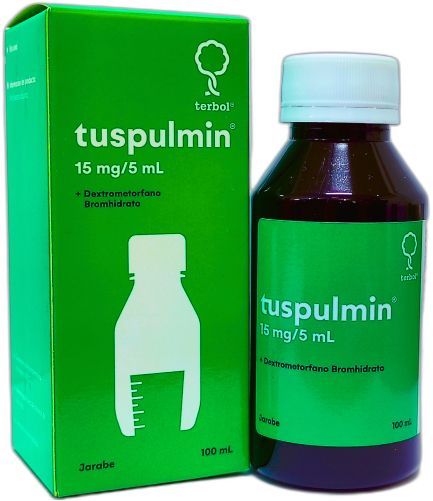 terbol®
tuspulmin®
15 mg/5 mL
+ Dextrometorfano
Bromhidrato
Jarabe
100 mL
terbol®
tuspulmin®
15 mg/5 mL
+ Dextrometorfano Bromhidrato
Jarabe
100 mL